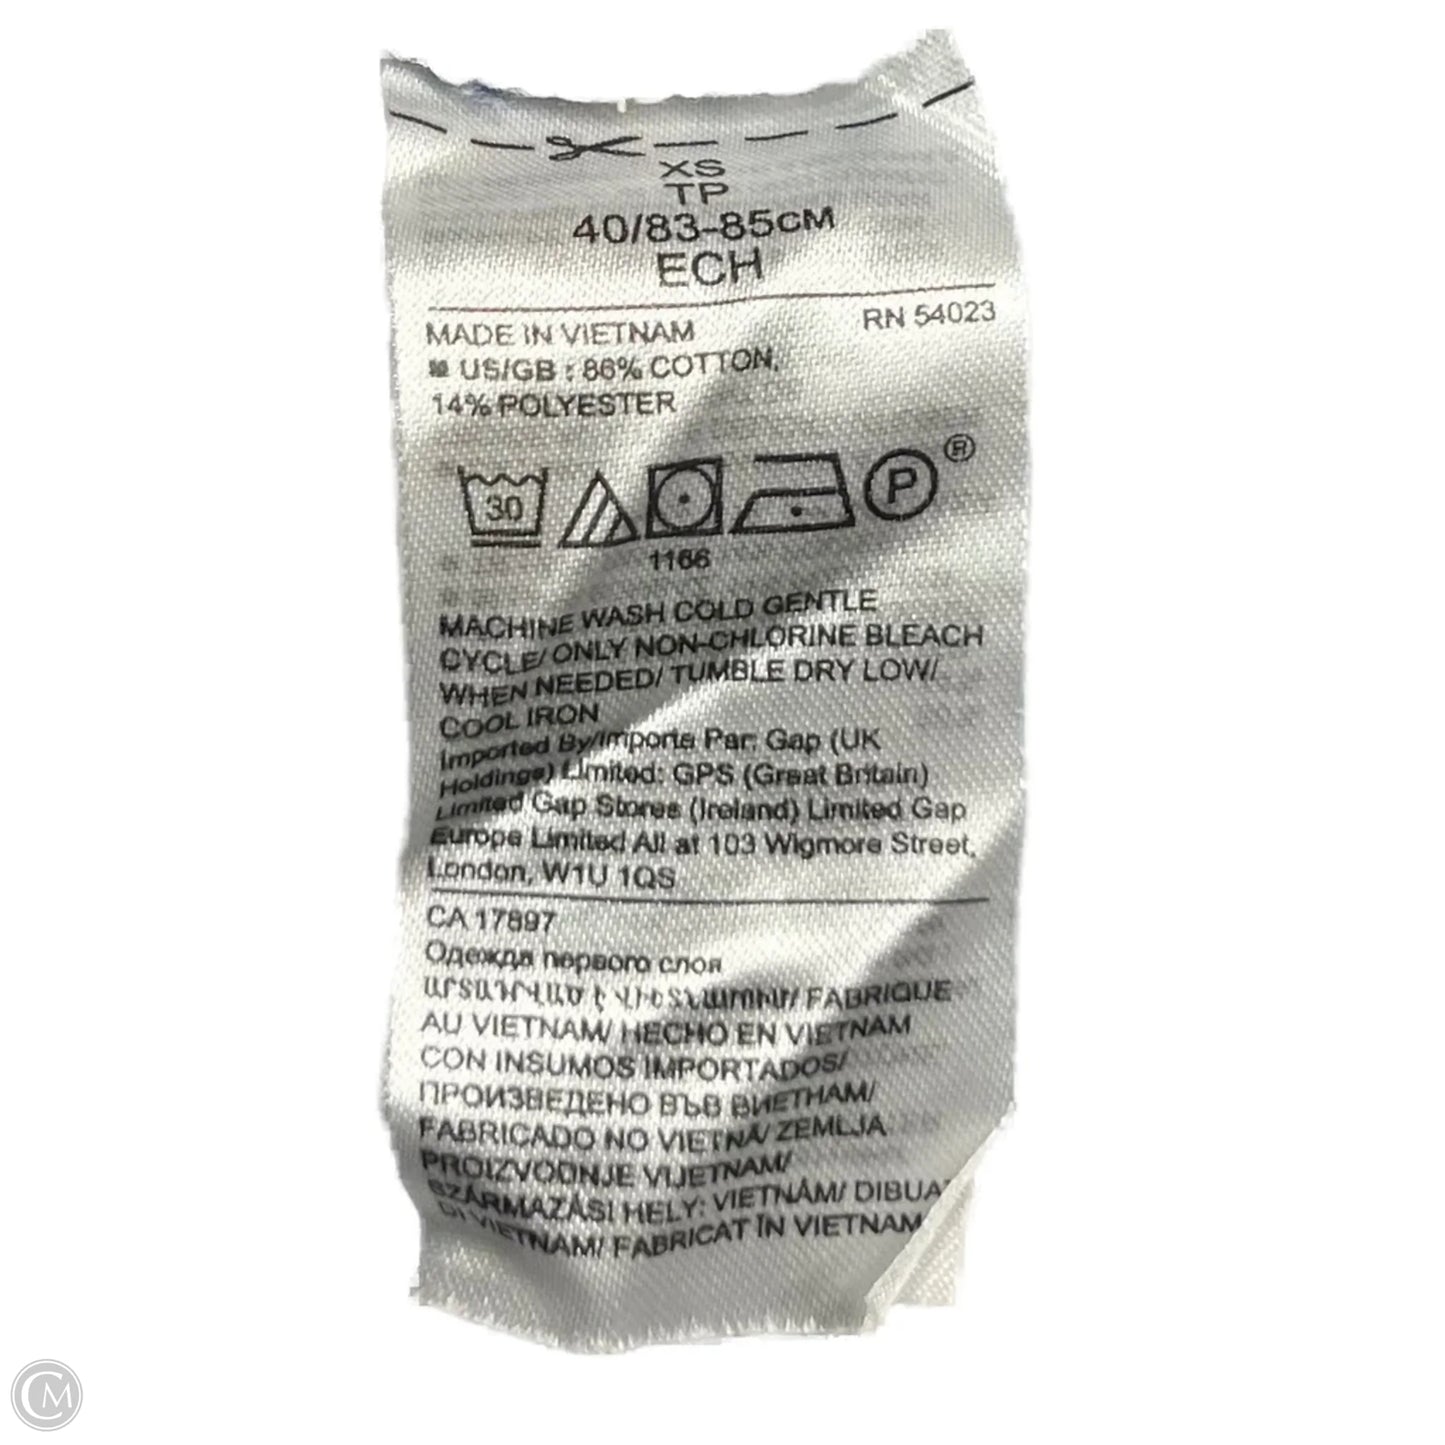 XS
TP
40/83-85CM
ECH
MADE IN VIETNAM RN 54023
US/GB : 86% COTTON,
14% POLYESTER
30 P ®
1166
MACHINE WASH COLD GENTLE
CYCLE/ ONLY NON-CHLORINE BLEACH
WHEN NEEDED/ TUMBLE DRY LOW/
COOL IRON
Imported By/Importe Par: Gap (UK
Holdings) Limited: GPS (Great Britain)
Limited Gap Stores (Ireland) Limited Gap
Europe Limited All at 103 Wigmore Street,
London, W1U 1QS
CA 17897
Одежда первого слоя
FABRIQUE
AU VIETNAM/ HECHO EN VIETNAM
CON INSUMOS IMPORTADOS/
ПРОИЗВЕДЕНО ВЪВ ВИЕТНАМ/
FABRICADO NO VIETNÃ/ ZEMLJA
PROIZVODNJE VIJETNAM/
SZÁRMAZÁSI HELY: VIETNÁM/ DIBUAT
DI VIETNAM/ FABRICAT ÎN VIETNAM
CM